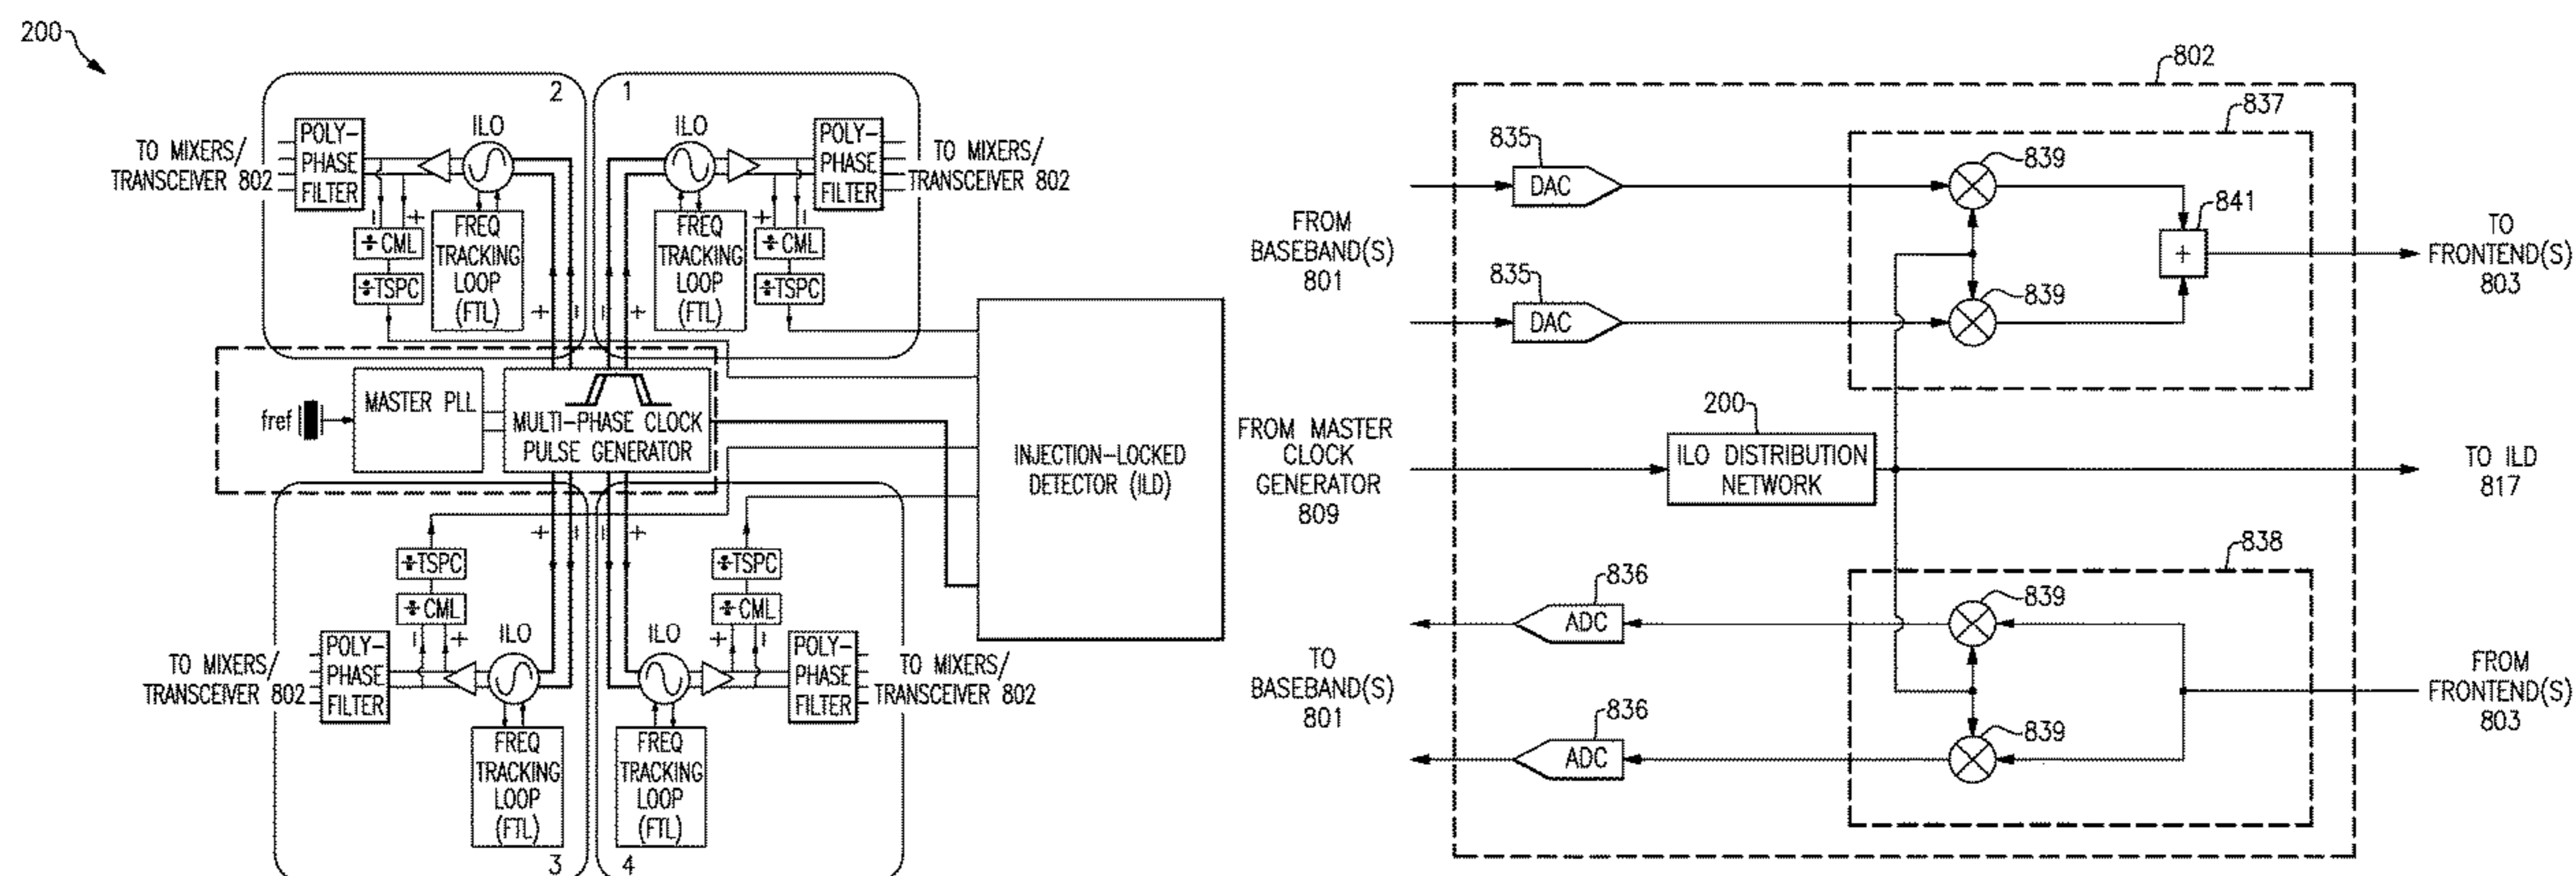 200
2
1
POLY-
PHASE
FILTER
ILO
ILO
POLY-
PHASE
FILTER
TO MIXERS/
TRANSCEIVER 802
TO MIXERS/
TRANSCEIVER 802
- +
÷CML
÷TSPC
FREQ
TRACKING
LOOP
(FTL)
FREQ
TRACKING
LOOP
(FTL)
+ -
÷CML
÷TSPC
+ - - +
fref
MASTER PLL
MULTI-PHASE CLOCK
PULSE GENERATOR
INJECTION-LOCKED
DETECTOR (ILD)
+ - - +
÷TSPC
÷CML
- +
÷TSPC
÷CML
+ -
TO MIXERS/
TRANSCEIVER 802
POLY-
PHASE
FILTER
ILO
ILO
POLY-
PHASE
FILTER
TO MIXERS/
TRANSCEIVER 802
FREQ
TRACKING
LOOP
(FTL)
FREQ
TRACKING
LOOP
(FTL)
3
4
802
837
835
DAC
839
841
+
FROM
BASEBAND(S)
801
TO
FRONTEND(S)
803
835
DAC
839
FROM MASTER
CLOCK
GENERATOR
809
200
ILO DISTRIBUTION
NETWORK
TO ILD
817
838
836
ADC
839
TO
BASEBAND(S)
801
FROM
FRONTEND(S)
803
836
ADC
839